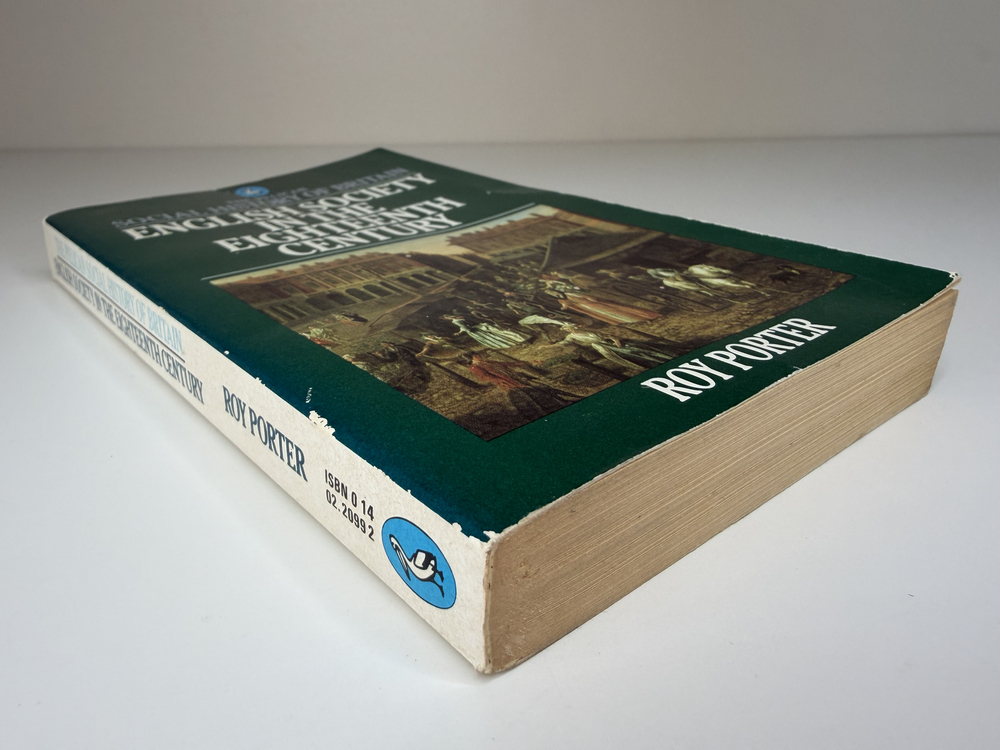 SOCIAL HISTORY OF BRITAIN
ENGLISH SOCIETY
IN THE
EIGHTEENTH
CENTURY
ROY PORTER
THE PELICAN SOCIAL HISTORY OF BRITAIN
ENGLISH SOCIETY IN THE EIGHTEENTH CENTURY
ROY PORTER
ISBN 0 14
02.2099 2